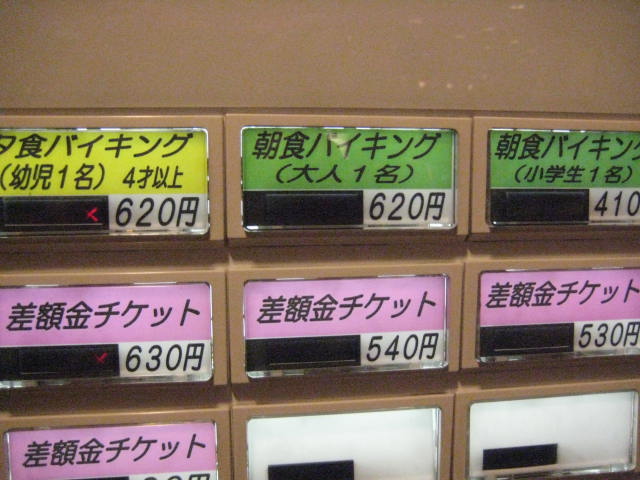 夕食バイキング
(幼児1名) 4才以上
620円
朝食バイキング
(大人1名)
620円
朝食バイキング
(小学生1名)
410
差額金チケット
630円
差額金チケット
540円
差額金チケット
530円
差額金チケット